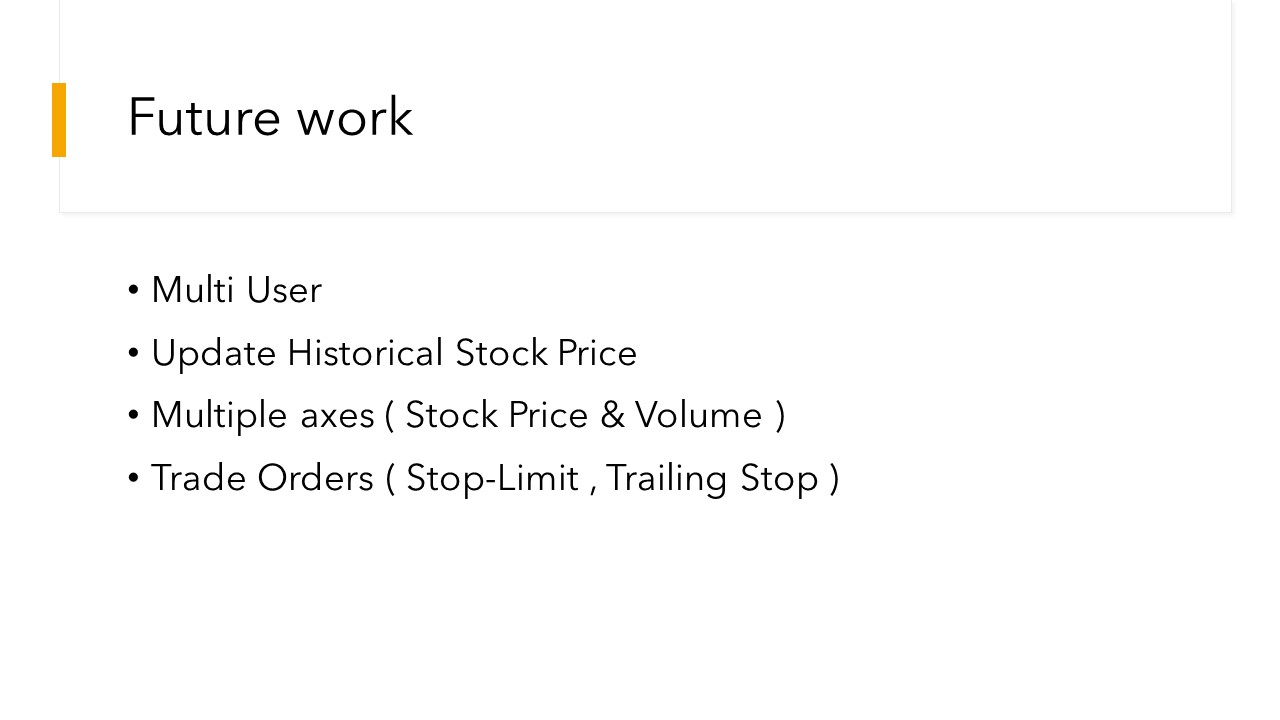 Future work
• Multi User
• Update Historical Stock Price
• Multiple axes ( Stock Price & Volume )
• Trade Orders ( Stop-Limit , Trailing Stop )